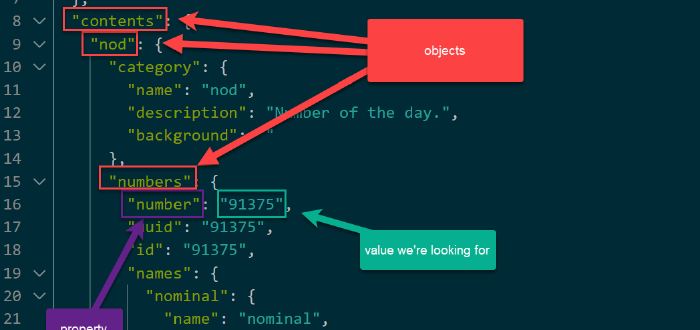 7 },
8 "contents": {
9 "nod": {
objects
10 "category": {
11 "name": "nod",
12 "description": "Number of the day.",
13 "background": "
14 },
15 "numbers": {
16 "number": "91375",
17 "uuid": "91375",
value we're looking for
18 "id": "91375",
19 "names": {
20 "nominal": {
property
21 "name": "nominal",